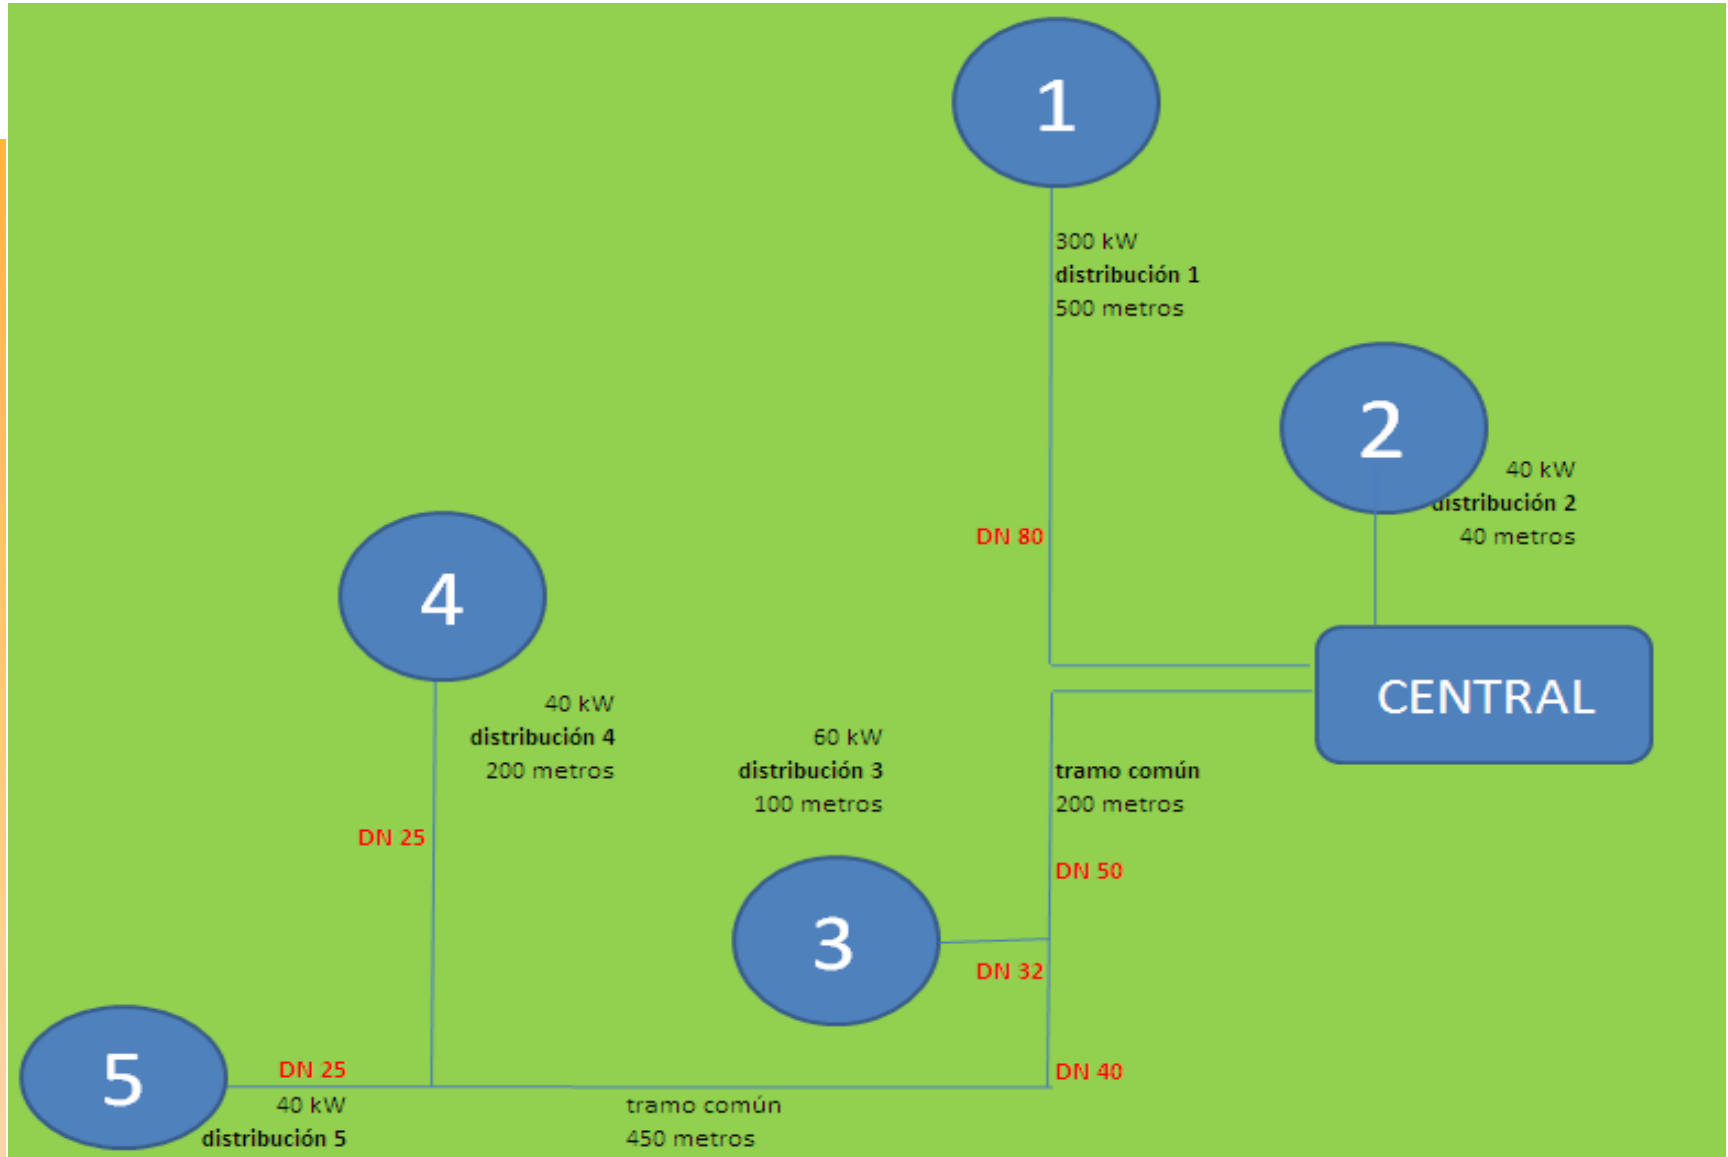 1
300 kW
distribución 1
500 metros
2
40 kW
distribución 2
40 metros
DN 80
4
CENTRAL
40 kW
distribución 4
200 metros
60 kW
distribución 3
100 metros
tramo común
200 metros
DN 25
DN 50
3
DN 32
5
DN 25
DN 40
40 kW
distribución 5
tramo común
450 metros